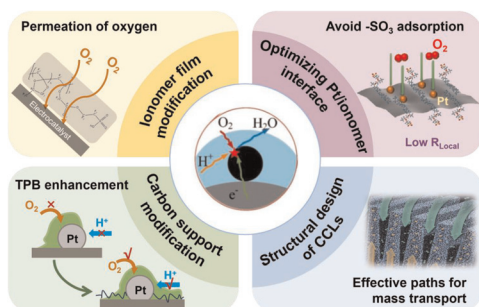 Permeation of oxygen
O₂
O₂
Electrocatalyst
Ionomer film
modification
Avoid -SO₃ adsorption
O₂
Pt
Low R_Local
Optimizing Pt/ionomer
interface
O₂
H₂O
H⁺
e⁻
TPB enhancement
O₂
H⁺
Pt
O₂
H⁺
Pt
Carbon support
modification
Structural design
of CCLs
Effective paths for
mass transport